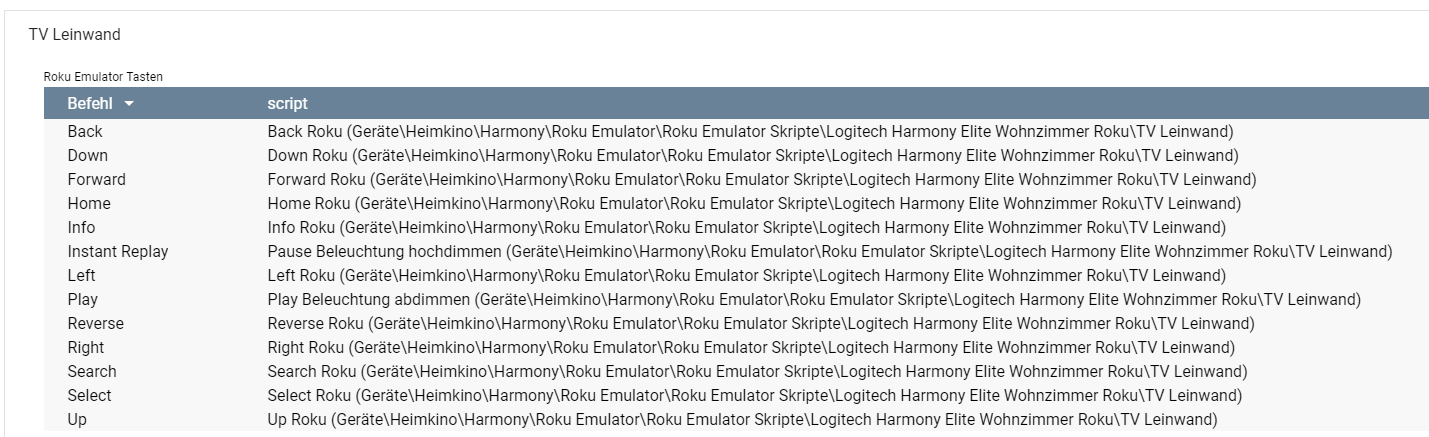 TV Leinwand
Roku Emulator Tasten
Befehl script
Back Back Roku (Geräte\Heimkino\Harmony\Roku Emulator\Roku Emulator Skripte\Logitech Harmony Elite Wohnzimmer Roku\TV Leinwand)
Down Down Roku (Geräte\Heimkino\Harmony\Roku Emulator\Roku Emulator Skripte\Logitech Harmony Elite Wohnzimmer Roku\TV Leinwand)
Forward Forward Roku (Geräte\Heimkino\Harmony\Roku Emulator\Roku Emulator Skripte\Logitech Harmony Elite Wohnzimmer Roku\TV Leinwand)
Home Home Roku (Geräte\Heimkino\Harmony\Roku Emulator\Roku Emulator Skripte\Logitech Harmony Elite Wohnzimmer Roku\TV Leinwand)
Info Info Roku (Geräte\Heimkino\Harmony\Roku Emulator\Roku Emulator Skripte\Logitech Harmony Elite Wohnzimmer Roku\TV Leinwand)
Instant Replay Pause Beleuchtung hochdimmen (Geräte\Heimkino\Harmony\Roku Emulator\Roku Emulator Skripte\Logitech Harmony Elite Wohnzimmer Roku\TV Leinwand)
Left Left Roku (Geräte\Heimkino\Harmony\Roku Emulator\Roku Emulator Skripte\Logitech Harmony Elite Wohnzimmer Roku\TV Leinwand)
Play Play Beleuchtung abdimmen (Geräte\Heimkino\Harmony\Roku Emulator\Roku Emulator Skripte\Logitech Harmony Elite Wohnzimmer Roku\TV Leinwand)
Reverse Reverse Roku (Geräte\Heimkino\Harmony\Roku Emulator\Roku Emulator Skripte\Logitech Harmony Elite Wohnzimmer Roku\TV Leinwand)
Right Right Roku (Geräte\Heimkino\Harmony\Roku Emulator\Roku Emulator Skripte\Logitech Harmony Elite Wohnzimmer Roku\TV Leinwand)
Search Search Roku (Geräte\Heimkino\Harmony\Roku Emulator\Roku Emulator Skripte\Logitech Harmony Elite Wohnzimmer Roku\TV Leinwand)
Select Select Roku (Geräte\Heimkino\Harmony\Roku Emulator\Roku Emulator Skripte\Logitech Harmony Elite Wohnzimmer Roku\TV Leinwand)
Up Up Roku (Geräte\Heimkino\Harmony\Roku Emulator\Roku Emulator Skripte\Logitech Harmony Elite Wohnzimmer Roku\TV Leinwand)